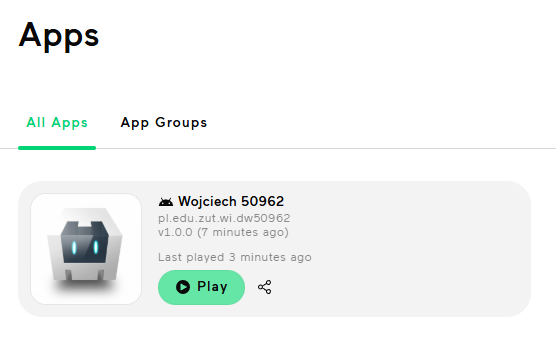 Apps
All Apps
App Groups
Wojciech 50962
pl.edu.zut.wi.dw50962
v1.0.0 (7 minutes ago)
Last played 3 minutes ago
Play